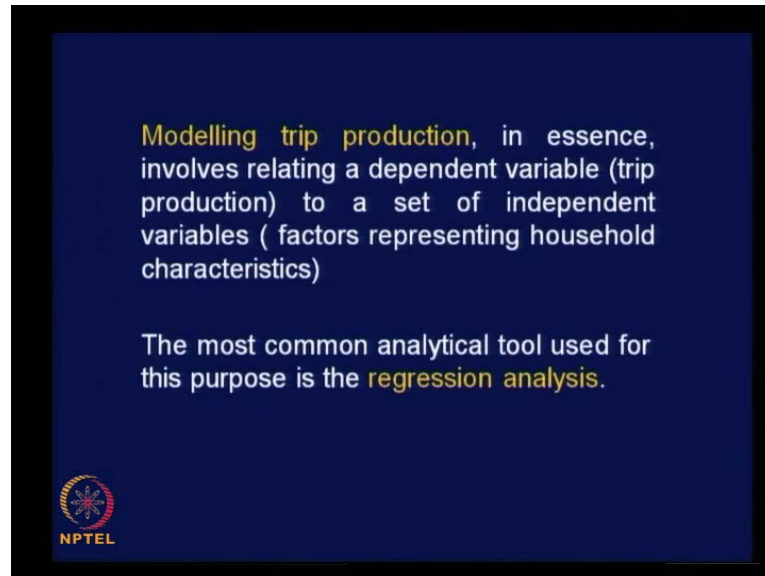 Modelling trip production, in essence,
involves relating a dependent variable (trip
production) to a set of independent
variables ( factors representing household
characteristics)
The most common analytical tool used for
this purpose is the regression analysis.
NPTEL